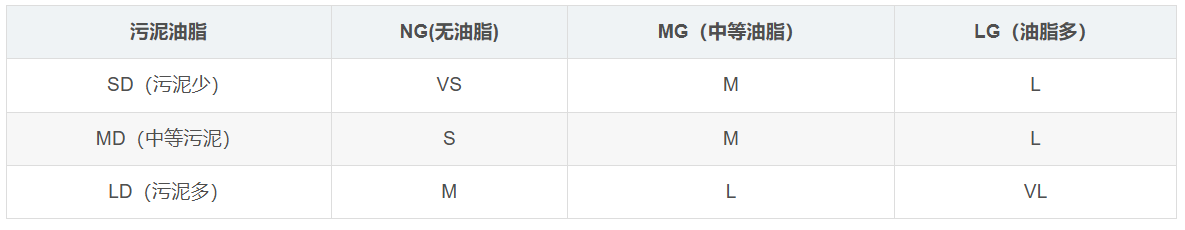 污泥油脂 NG(无油脂) MG（中等油脂） LG（油脂多）
SD（污泥少） VS M L
MD（中等污泥） S M L
LD（污泥多） M L VL